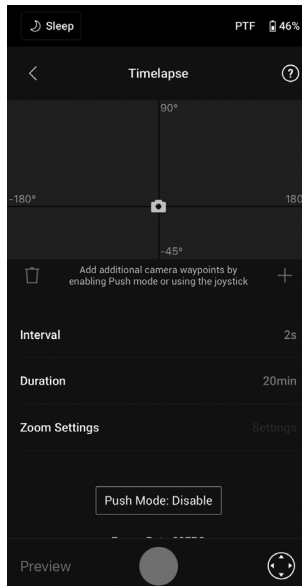 Sleep PTF 46%
Timelapse ?
90°
-180° 180
-45°
Add additional camera waypoints by
enabling Push mode or using the joystick
Interval 2s
Duration 20min
Zoom Settings Settings
Push Mode: Disable
Preview